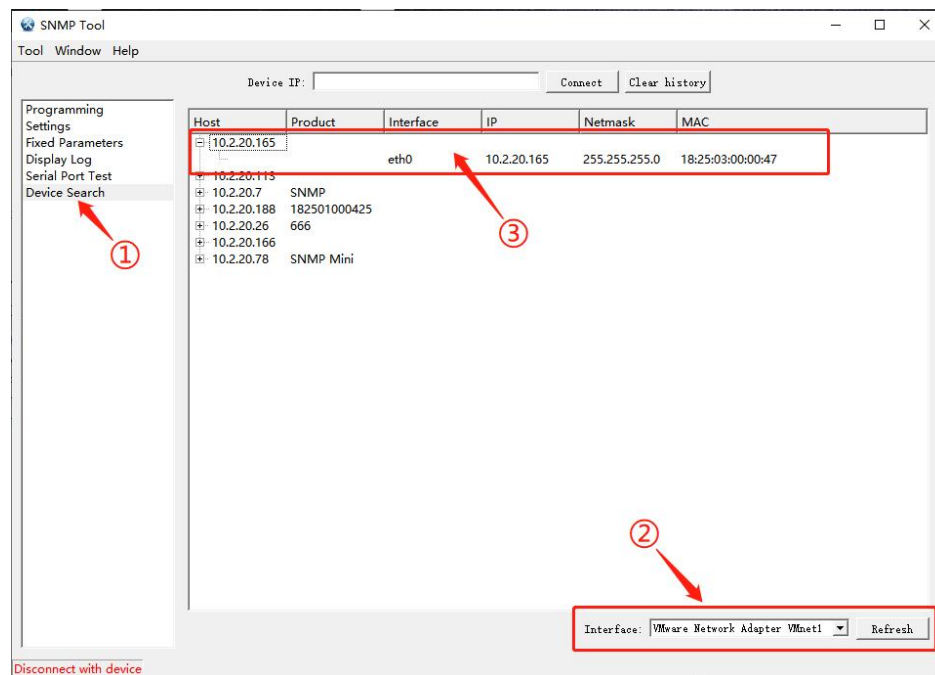 SNMP Tool
Tool Window Help
Device IP: Connect Clear history
Programming
Settings
Fixed Parameters
Display Log
Serial Port Test
Device Search
①
Host Product Interface IP Netmask MAC
10.2.20.165
eth0 10.2.20.165 255.255.255.0 18:25:03:00:00:47
10.2.20.113
10.2.20.7 SNMP
10.2.20.188 182501000425
10.2.20.26 666
10.2.20.166
10.2.20.78 SNMP Mini
③
②
Interface: VMware Network Adapter VMnet1 Refresh
Disconnect with device